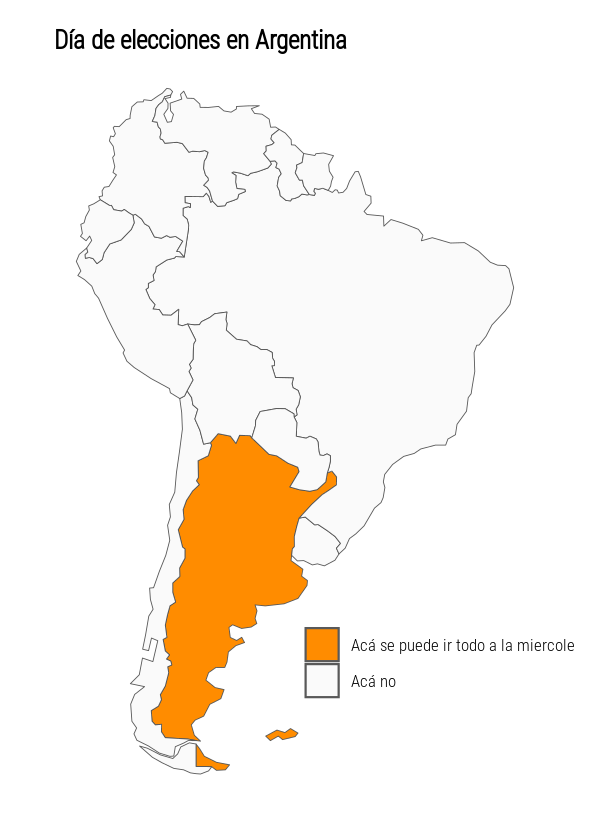 Día de elecciones en Argentina
Acá se puede ir todo a la miercole
Acá no